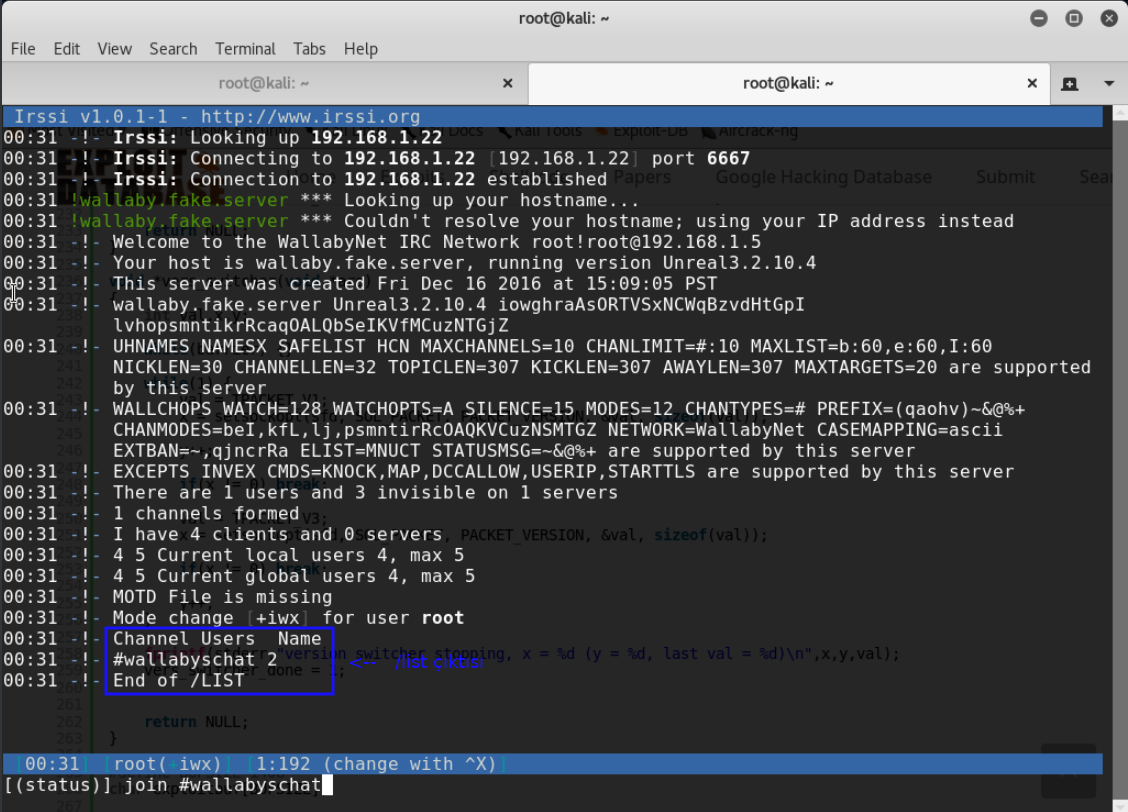 root@kali: ~
File Edit View Search Terminal Tabs Help
root@kali: ~ root@kali: ~
Irssi v1.0.1-1 - http://www.irssi.org
00:31 -!- Irssi: Looking up 192.168.1.22
00:31 -!- Irssi: Connecting to 192.168.1.22 [192.168.1.22] port 6667
00:31 -!- Irssi: Connection to 192.168.1.22 established
00:31 !wallaby.fake.server *** Looking up your hostname...
00:31 !wallaby.fake.server *** Couldn't resolve your hostname; using your IP address instead
00:31 -!- Welcome to the WallabyNet IRC Network root!root@192.168.1.5
00:31 -!- Your host is wallaby.fake.server, running version Unreal3.2.10.4
00:31 -!- This server was created Fri Dec 16 2016 at 15:09:05 PST
00:31 -!- wallaby.fake.server Unreal3.2.10.4 iowghraAsORTVSxNCWqBzvdHtGpI
lvhopsmntikrRcaqOALQbSeIKVfMCuzNTGjZ
00:31 -!- UHNAMES NAMESX SAFELIST HCN MAXCHANNELS=10 CHANLIMIT=#:10 MAXLIST=b:60,e:60,I:60
NICKLEN=30 CHANNELLEN=32 TOPICLEN=307 KICKLEN=307 AWAYLEN=307 MAXTARGETS=20 are supported
by this server
00:31 -!- WALLCHOPS WATCH=128 WATCHOPTS=A SILENCE=15 MODES=12 CHANTYPES=# PREFIX=(qaohv)~&@%+
CHANMODES=beI,kfL,lj,psmntirRcOAQKVCuzNSMTGZ NETWORK=WallabyNet CASEMAPPING=ascii
EXTBAN=~,qjncrRa ELIST=MNUCT STATUSMSG=~&@%+ are supported by this server
00:31 -!- EXCEPTS INVEX CMDS=KNOCK,MAP,DCCALLOW,USERIP,STARTTLS are supported by this server
00:31 -!- There are 1 users and 3 invisible on 1 servers
00:31 -!- 1 channels formed
00:31 -!- I have 4 clients and 0 servers
00:31 -!- 4 5 Current local users 4, max 5
00:31 -!- 4 5 Current global users 4, max 5
00:31 -!- MOTD File is missing
00:31 -!- Mode change [+iwx] for user root
00:31 -!- Channel Users Name
00:31 -!- #wallabyschat 2
<-- /list çıktısı
00:31 -!- End of /LIST
[00:31] [root(+iwx)] [1:192 (change with ^X)]
[(status)] join #wallabyschat